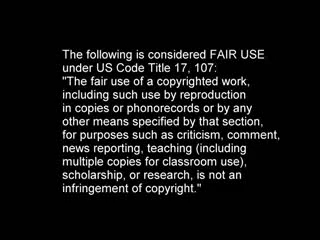 The following is considered FAIR USE
under US Code Title 17, 107:
"The fair use of a copyrighted work,
including such use by reproduction
in copies or phonorecords or by any
other means specified by that section,
for purposes such as criticism, comment,
news reporting, teaching (including
multiple copies for classroom use),
scholarship, or research, is not an
infringement of copyright."